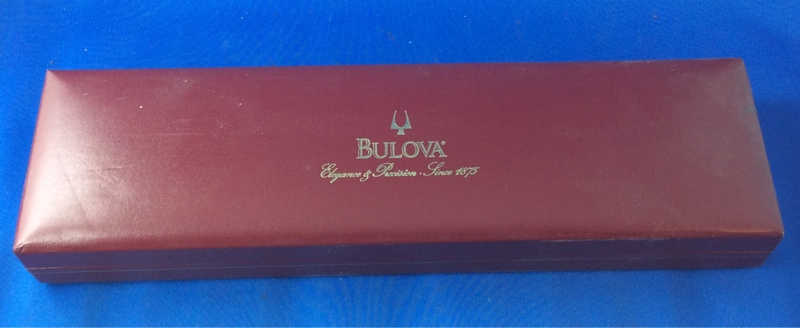 BULOVA
Elegance & Precision · Since 1875